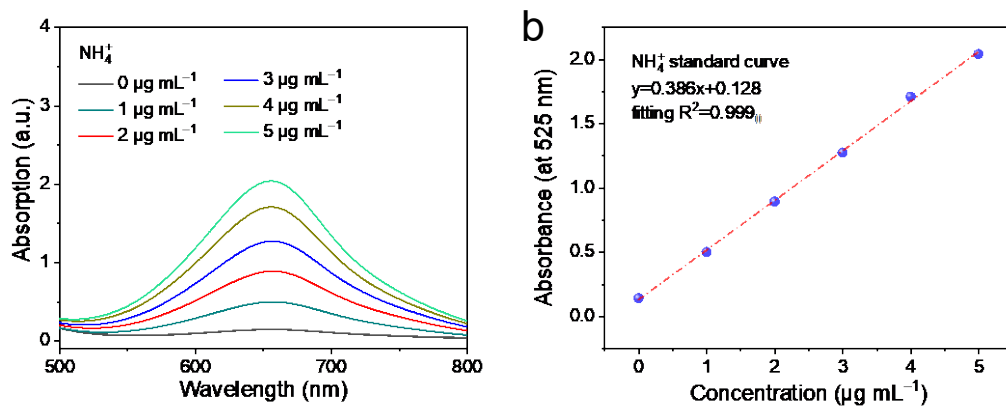 4
3
2
1
0
Absorption (a.u.)
NH₄⁺
0 µg mL⁻¹
1 µg mL⁻¹
2 µg mL⁻¹
3 µg mL⁻¹
4 µg mL⁻¹
5 µg mL⁻¹
500 600 700 800
Wavelength (nm)
b
2.0
1.5
1.0
0.5
0.0
Absorbance (at 525 nm)
NH₄⁺ standard curve
y=0.386x+0.128
fitting R²=0.999
0 1 2 3 4 5
Concentration (µg mL⁻¹)